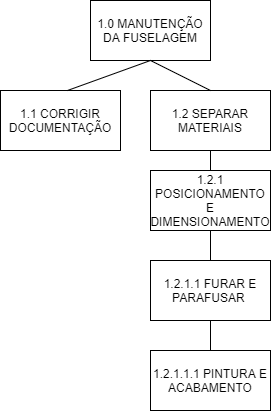 1.0 MANUTENÇÃO
DA FUSELAGEM
1.1 CORRIGIR
DOCUMENTAÇÃO
1.2 SEPARAR
MATERIAIS
1.2.1
POSICIONAMENTO
E
DIMENSIONAMENTO
1.2.1.1 FURAR E
PARAFUSAR
1.2.1.1.1 PINTURA E
ACABAMENTO